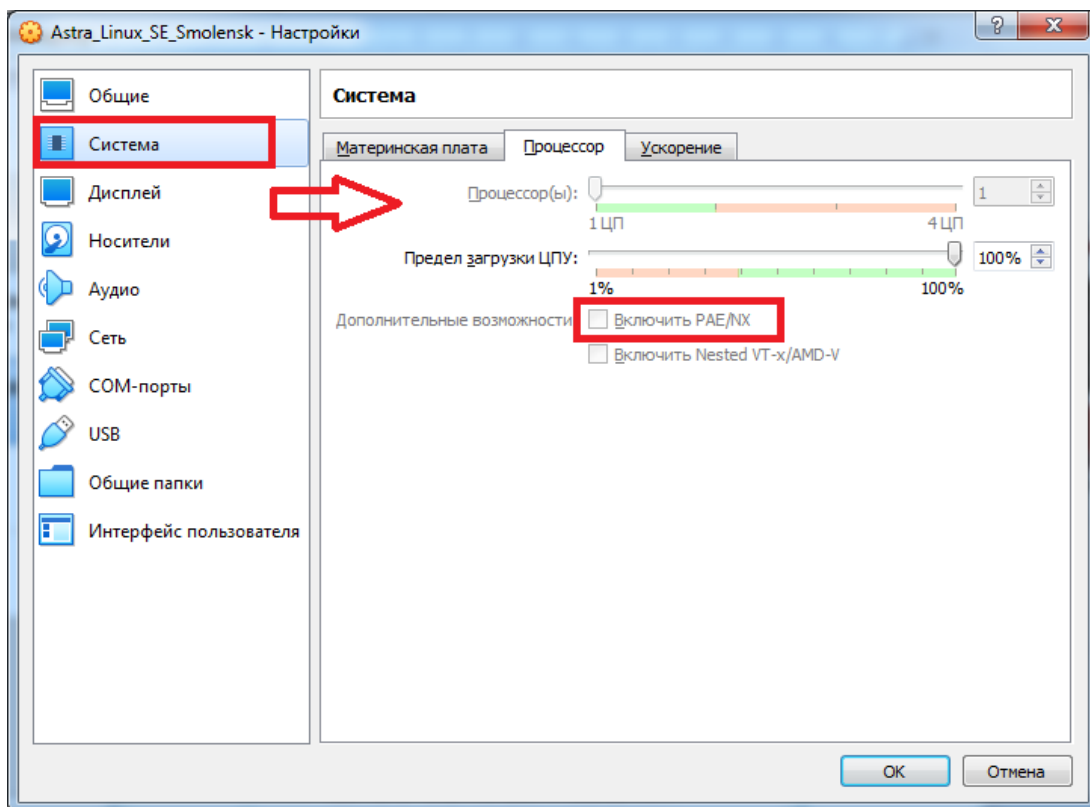 Astra_Linux_SE_Smolensk - Настройки
Общие
Система
Дисплей
Носители
Аудио
Сеть
COM-порты
USB
Общие папки
Интерфейс пользователя
Система
Материнская плата Процессор Ускорение
Процессор(ы): 1
1 ЦП 4 ЦП
Предел загрузки ЦПУ: 100%
1% 100%
Дополнительные возможности Включить PAE/NX
Включить Nested VT-x/AMD-V
OK Отмена